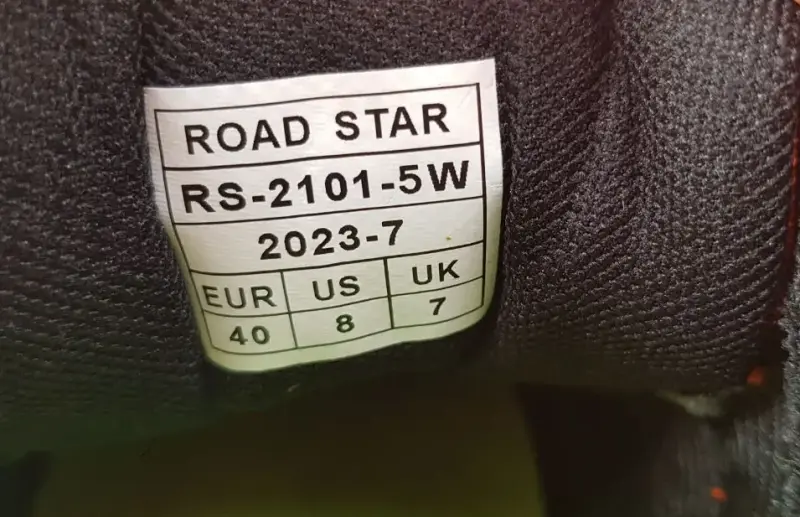 ROAD STAR
RS-2101-5W
2023-7
EUR US UK
40 8 7